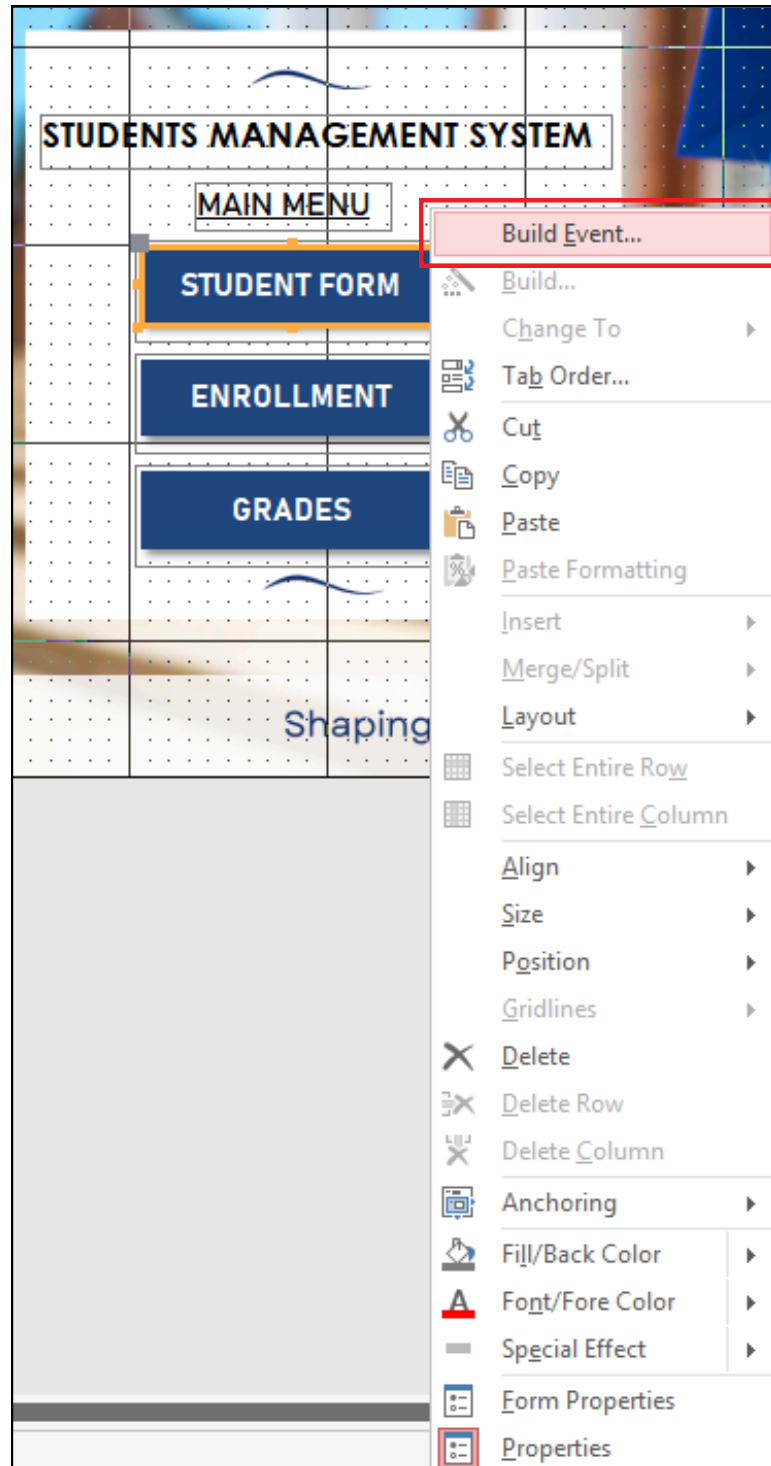 STUDENTS MANAGEMENT SYSTEM
MAIN MENU
STUDENT FORM
ENROLLMENT
GRADES
Shaping
Build Event...
Build...
Change To
Tab Order...
Cut
Copy
Paste
Paste Formatting
Insert
Merge/Split
Layout
Select Entire Row
Select Entire Column
Align
Size
Position
Gridlines
Delete
Delete Row
Delete Column
Anchoring
Fill/Back Color
Font/Fore Color
Special Effect
Form Properties
Properties